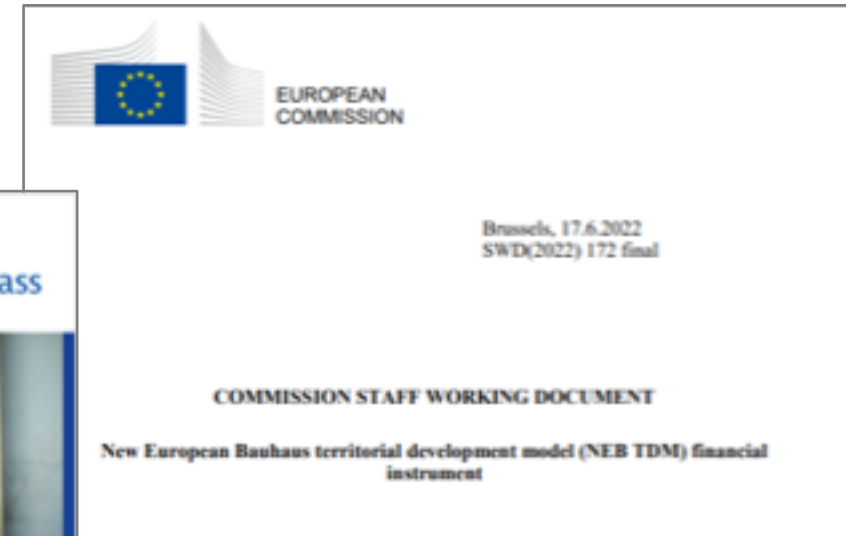 EUROPEAN
COMMISSION
Brussels, 17.6.2022
SWD(2022) 172 final
ass
COMMISSION STAFF WORKING DOCUMENT
New European Bauhaus territorial development model (NEB TDM) financial
instrument